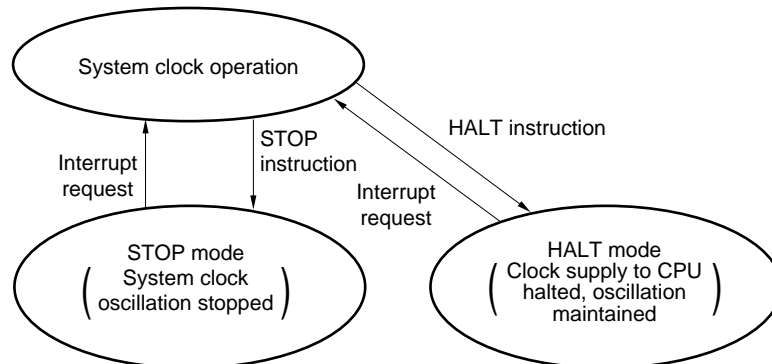 System clock operation
HALT instruction
STOP
instruction
Interrupt
request
Interrupt
request
STOP mode
( System clock
oscillation stopped )
HALT mode
( Clock supply to CPU
halted, oscillation
maintained )